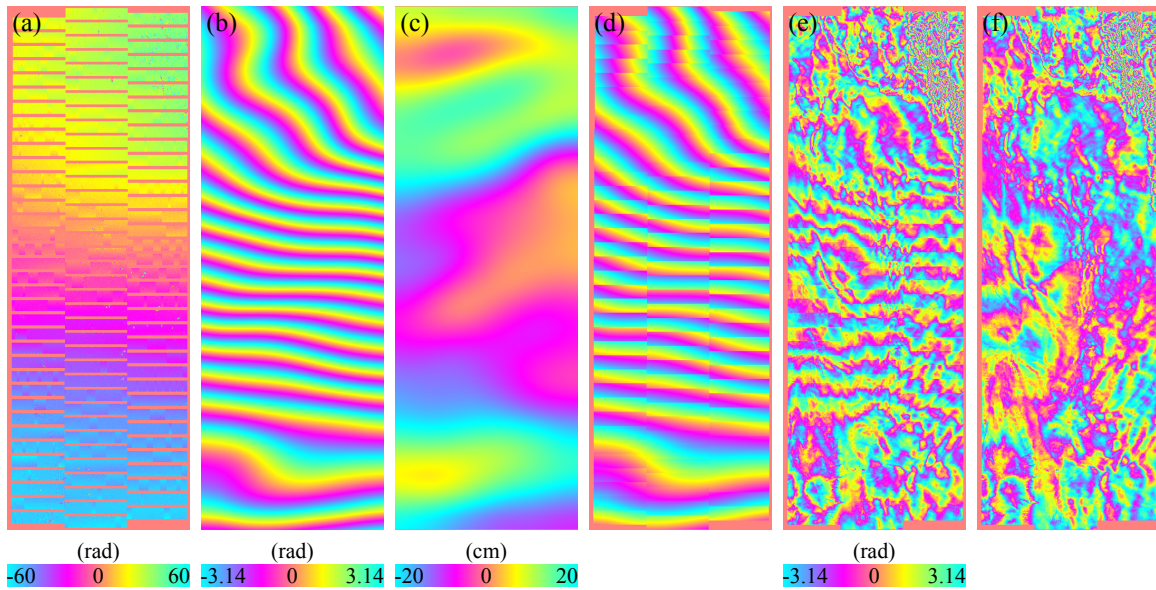 (a) (b) (c) (d) (e) (f)
(rad) (rad) (cm) (rad)
-60 0 60 -3.14 0 3.14 -20 0 20 -3.14 0 3.14